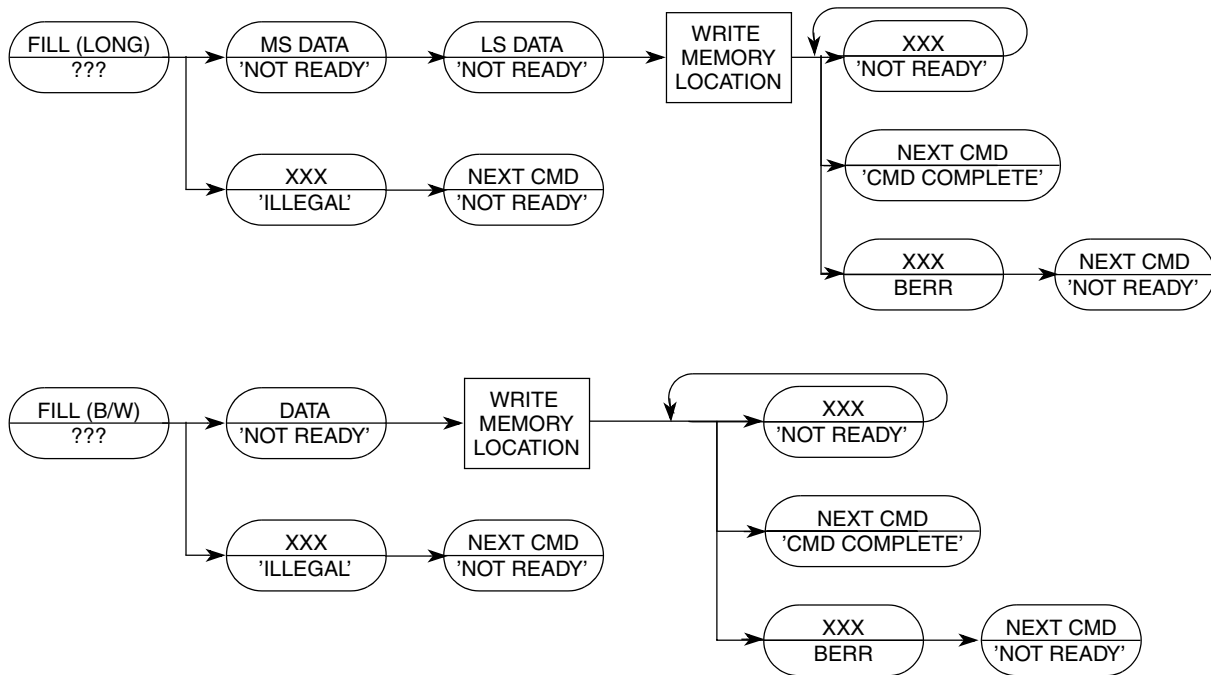 FILL (LONG)
???
MS DATA
'NOT READY'
LS DATA
'NOT READY'
WRITE
MEMORY
LOCATION
XXX
'NOT READY'
XXX
'ILLEGAL'
NEXT CMD
'NOT READY'
NEXT CMD
'CMD COMPLETE'
XXX
BERR
NEXT CMD
'NOT READY'
FILL (B/W)
???
DATA
'NOT READY'
WRITE
MEMORY
LOCATION
XXX
'NOT READY'
XXX
'ILLEGAL'
NEXT CMD
'NOT READY'
NEXT CMD
'CMD COMPLETE'
XXX
BERR
NEXT CMD
'NOT READY'